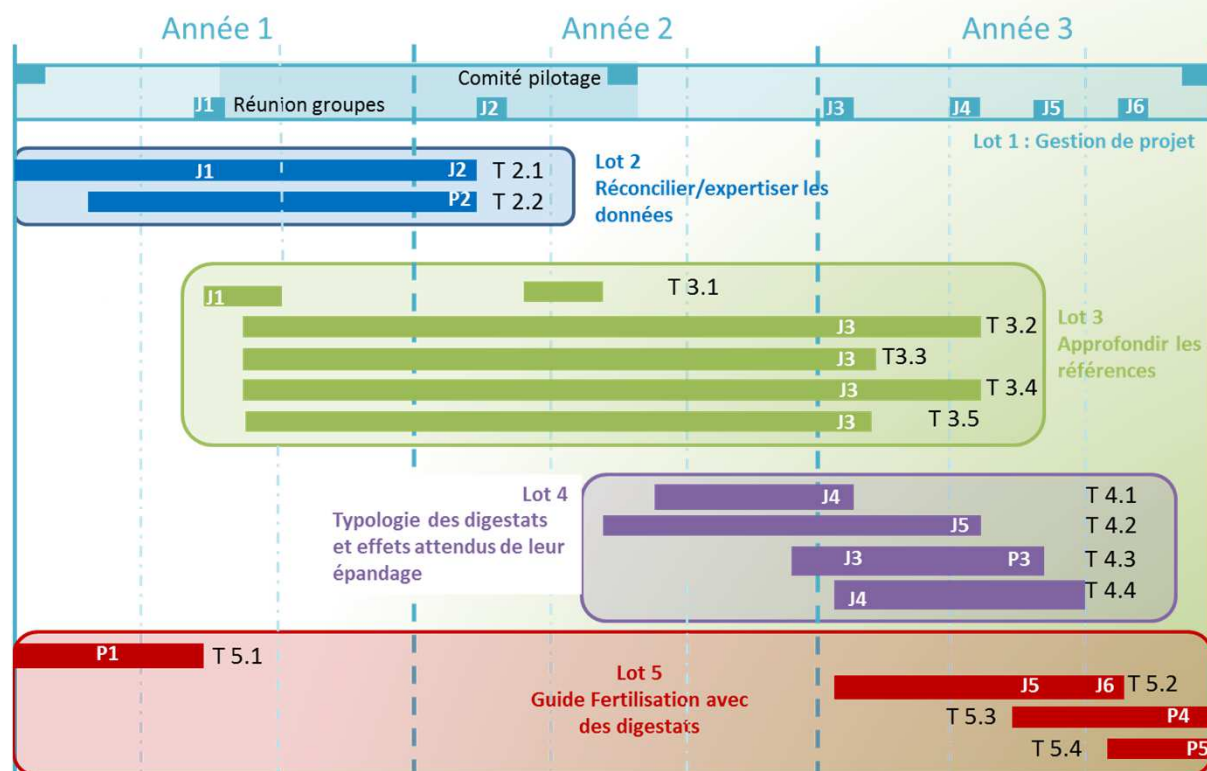 Année 1
Année 2
Année 3
Comité pilotage
J1
Réunion groupes
J2
J3
J4
J5
J6
Lot 1 : Gestion de projet
J1
J2
T 2.1
P2
T 2.2
Lot 2
Réconcilier/expertiser les
données
J1
T 3.1
J3
T 3.2
J3
T3.3
J3
T 3.4
J3
T 3.5
Lot 3
Approfondir les
références
Lot 4
Typologie des digestats
et effets attendus de leur
épandage
J4
T 4.1
J5
T 4.2
J3
P3
T 4.3
J4
T 4.4
P1
T 5.1
Lot 5
Guide Fertilisation avec
des digestats
J5
J6
T 5.2
T 5.3
P4
T 5.4
P5